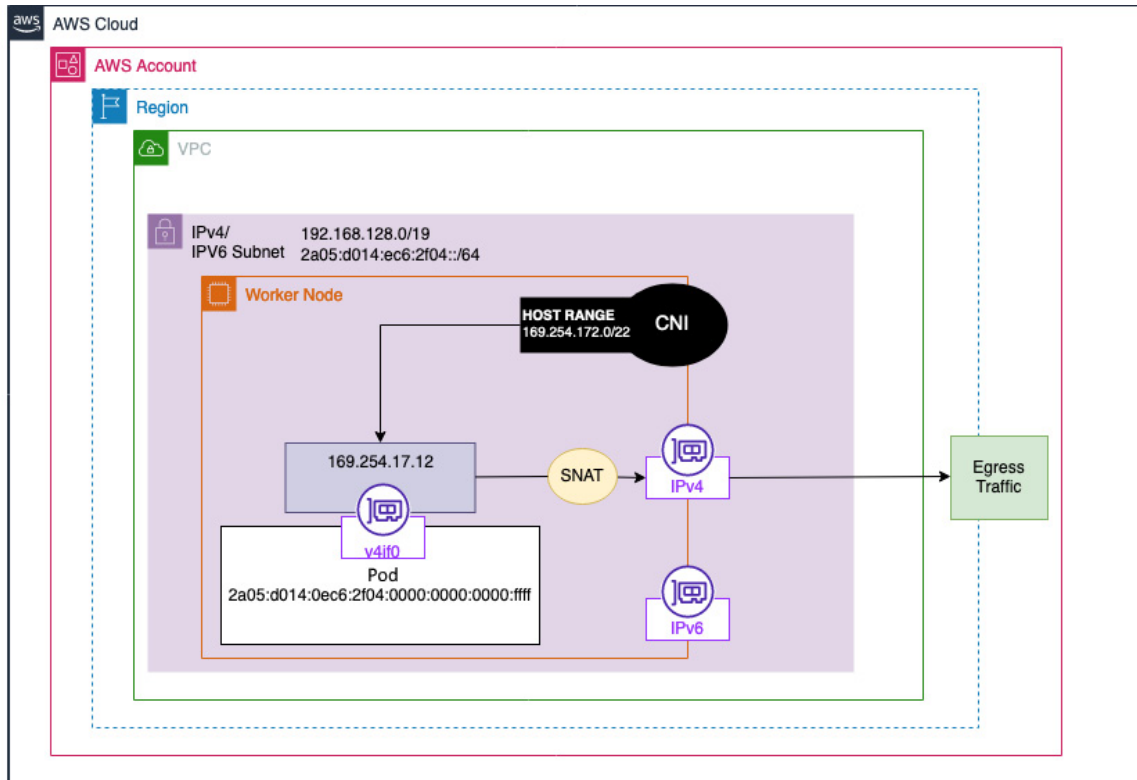 aws
AWS Cloud
AWS Account
Region
VPC
IPv4/
IPV6 Subnet
192.168.128.0/19
2a05:d014:ec6:2f04::/64
Worker Node
HOST RANGE
169.254.172.0/22
CNI
169.254.17.12
SNAT
IPv4
Egress
Traffic
v4if0
Pod
2a05:d014:0ec6:2f04:0000:0000:0000:ffff
IPv6